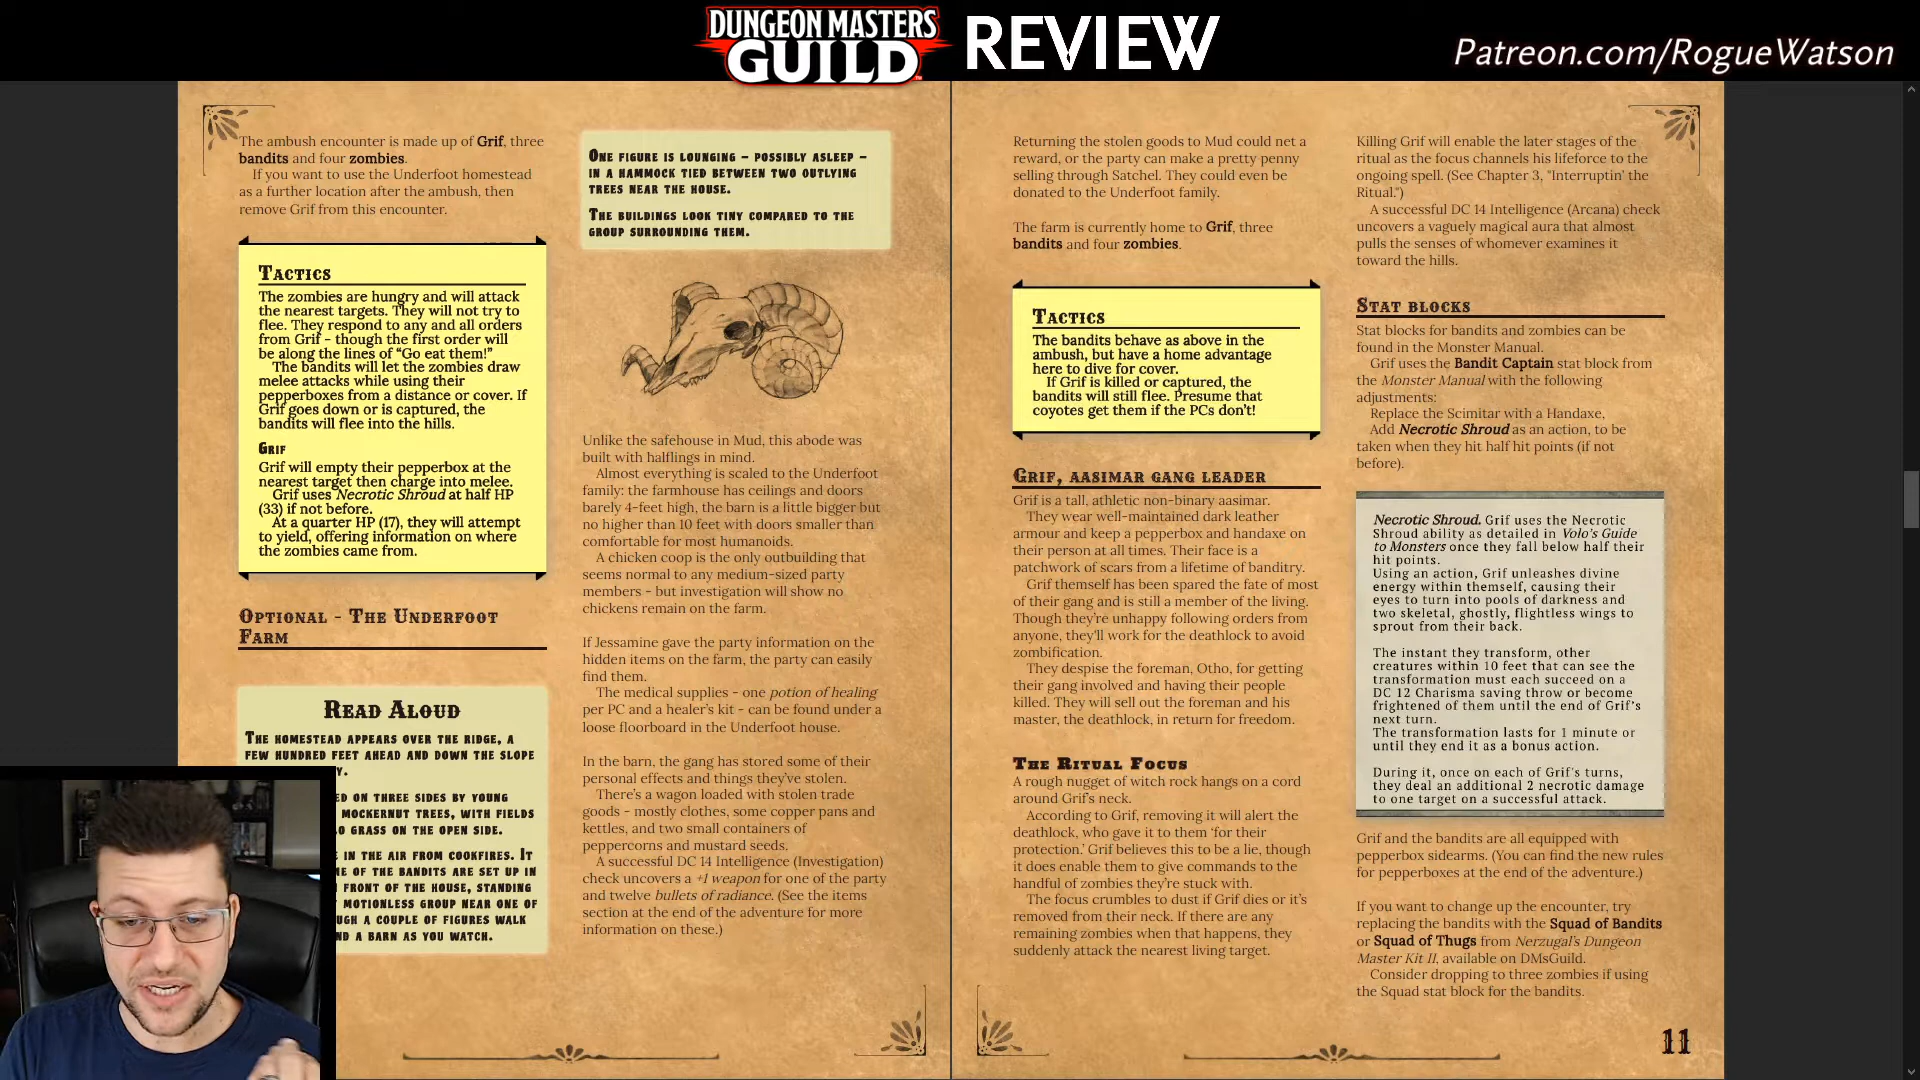 DUNGEON MASTERS
GUILD
REVIEW
Patreon.com/RogueWatson
The ambush encounter is made up of Grif, three
bandits and four zombies.
If you want to use the Underfoot homestead
as a further location after the ambush, then
remove Grif from this encounter.
TACTICS
The zombies are hungry and will attack
the nearest targets. They will not try to
flee. They respond to any and all orders
from Grif - though the first order will
be along the lines of “Go eat them!”
The bandits will let the zombies draw
melee attacks while using their
pepperboxes from a distance or cover. If
Grif goes down or is captured, the
bandits will flee into the hills.
GRIF
Grif will empty their pepperbox at the
nearest target then charge into melee.
Grif uses Necrotic Shroud at half HP
(33) if not before.
At a quarter HP (17), they will attempt
to yield, offering information on where
the zombies came from.
OPTIONAL - THE UNDERFOOT
FARM
READ ALOUD
THE HOMESTEAD APPEARS OVER THE RIDGE, A
FEW HUNDRED FEET AHEAD AND DOWN THE SLOPE
Y.
ED ON THREE SIDES BY YOUNG
MOCKERNUT TREES, WITH FIELDS
O GRASS ON THE OPEN SIDE.
E IN THE AIR FROM COOKFIRES. IT
ME OF THE BANDITS ARE SET UP IN
FRONT OF THE HOUSE, STANDING
MOTIONLESS GROUP NEAR ONE OF
UGH A COUPLE OF FIGURES WALK
ND A BARN AS YOU WATCH.
ONE FIGURE IS LOUNGING – POSSIBLY ASLEEP –
IN A HAMMOCK TIED BETWEEN TWO OUTLYING
TREES NEAR THE HOUSE.
THE BUILDINGS LOOK TINY COMPARED TO THE
GROUP SURROUNDING THEM.
Unlike the safehouse in Mud, this abode was
built with halflings in mind.
Almost everything is scaled to the Underfoot
family: the farmhouse has ceilings and doors
barely 4-feet high, the barn is a little bigger but
no higher than 10 feet with doors smaller than
comfortable for most humanoids.
A chicken coop is the only outbuilding that
seems normal to any medium-sized party
members - but investigation will show no
chickens remain on the farm.
If Jessamine gave the party information on the
hidden items on the farm, the party can easily
find them.
The medical supplies - one potion of healing
per PC and a healer's kit - can be found under a
loose floorboard in the Underfoot house.
In the barn, the gang has stored some of their
personal effects and things they've stolen.
There's a wagon loaded with stolen trade
goods - mostly clothes, some copper pans and
kettles, and two small containers of
peppercorns and mustard seeds.
A successful DC 14 Intelligence (Investigation)
check uncovers a +1 weapon for one of the party
and twelve bullets of radiance. (See the items
section at the end of the adventure for more
information on these.)
Returning the stolen goods to Mud could net a
reward, or the party can make a pretty penny
selling through Satchel. They could even be
donated to the Underfoot family.
The farm is currently home to Grif, three
bandits and four zombies.
TACTICS
The bandits behave as above in the
ambush, but have a home advantage
here to dive for cover.
If Grif is killed or captured, the
bandits will still flee. Presume that
coyotes get them if the PCs don't!
GRIF, AASIMAR GANG LEADER
Grif is a tall, athletic non-binary aasimar.
They wear well-maintained dark leather
armour and keep a pepperbox and handaxe on
their person at all times. Their face is a
patchwork of scars from a lifetime of banditry.
Grif themself has been spared the fate of most
of their gang and is still a member of the living.
Though they're unhappy following orders from
anyone, they'll work for the deathlock to avoid
zombification.
They despise the foreman, Otho, for getting
their gang involved and having their people
killed. They will sell out the foreman and his
master, the deathlock, in return for freedom.
THE RITUAL FOCUS
A rough nugget of witch rock hangs on a cord
around Grif's neck.
According to Grif, removing it will alert the
deathlock, who gave it to them ‘for their
protection.’ Grif believes this to be a lie, though
it does enable them to give commands to the
handful of zombies they're stuck with.
The focus crumbles to dust if Grif dies or it's
removed from their neck. If there are any
remaining zombies when that happens, they
suddenly attack the nearest living target.
Killing Grif will enable the later stages of the
ritual as the focus channels his lifeforce to the
ongoing spell. (See Chapter 3, "Interruptin' the
Ritual.")
A successful DC 14 Intelligence (Arcana) check
uncovers a vaguely magical aura that almost
pulls the senses of whomever examines it
toward the hills.
STAT BLOCKS
Stat blocks for bandits and zombies can be
found in the Monster Manual.
Grif uses the Bandit Captain stat block from
the Monster Manual with the following
adjustments:
Replace the Scimitar with a Handaxe,
Add Necrotic Shroud as an action, to be
taken when they hit half hit points (if not
before).
Necrotic Shroud. Grif uses the Necrotic
Shroud ability as detailed in Volo's Guide
to Monsters once they fall below half their
hit points.
Using an action, Grif unleashes divine
energy within themself, causing their
eyes to turn into pools of darkness and
two skeletal, ghostly, flightless wings to
sprout from their back.
The instant they transform, other
creatures within 10 feet that can see the
transformation must each succeed on a
DC 12 Charisma saving throw or become
frightened of them until the end of Grif's
next turn.
The transformation lasts for 1 minute or
until they end it as a bonus action.
During it, once on each of Grif's turns,
they deal an additional 2 necrotic damage
to one target on a successful attack.
Grif and the bandits are all equipped with
pepperbox sidearms. (You can find the new rules
for pepperboxes at the end of the adventure.)
If you want to change up the encounter, try
replacing the bandits with the Squad of Bandits
or Squad of Thugs from Nerzugal's Dungeon
Master Kit II, available on DMsGuild.
Consider dropping to three zombies if using
the Squad stat block for the bandits.
11